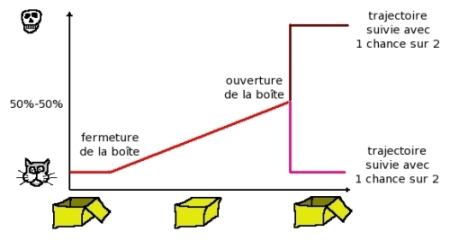 trajectoire
suivie avec
1 chance sur 2
ouverture
de la boîte
50%-50%
fermeture
de la boîte
trajectoire
suivie avec
1 chance sur 2